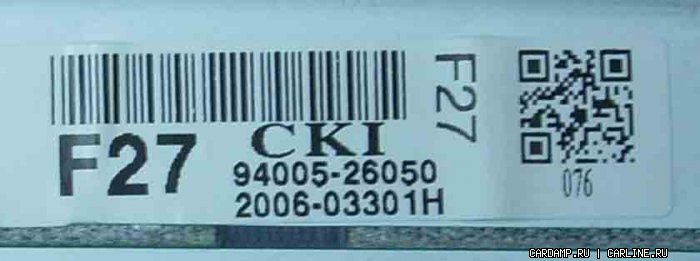 F27
CKI
94005-26050
2006-03301H
F27
076
CARDAMP.RU | CARLINE.RU